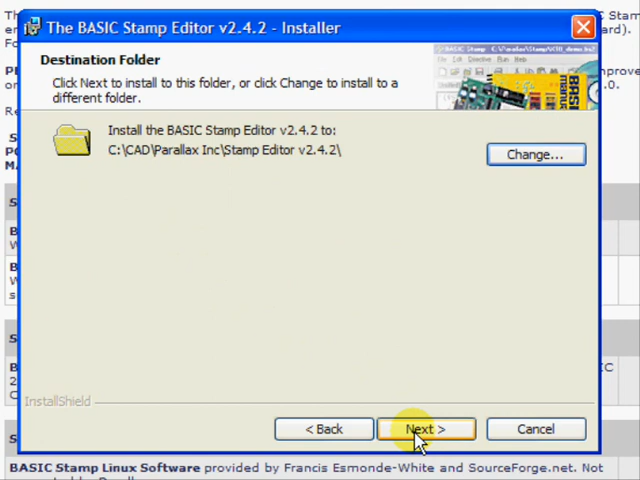 The BASIC Stamp Editor v2.4.2 - Installer
Destination Folder
Click Next to install to this folder, or click Change to install to a
different folder.
Install the BASIC Stamp Editor v2.4.2 to:
C:\CAD\Parallax Inc\Stamp Editor v2.4.2\
Change...
InstallShield
< Back
Next >
Cancel
BASIC Stamp Linux Software provided by Francis Esmonde-White and SourceForge.net. Not